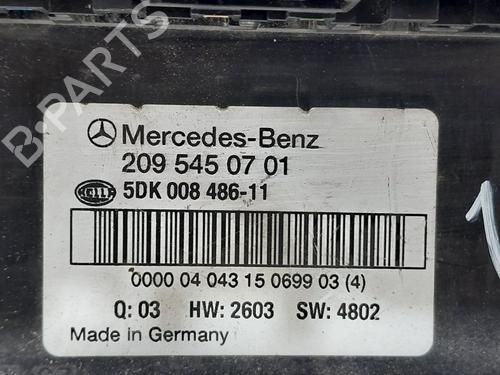 B-PARTS
Mercedes-Benz
209 545 07 01
HELLA 5DK 008 486-11
0000 04 043 15 0699 03 (4)
Q: 03 HW: 2603 SW: 4802
Made in Germany